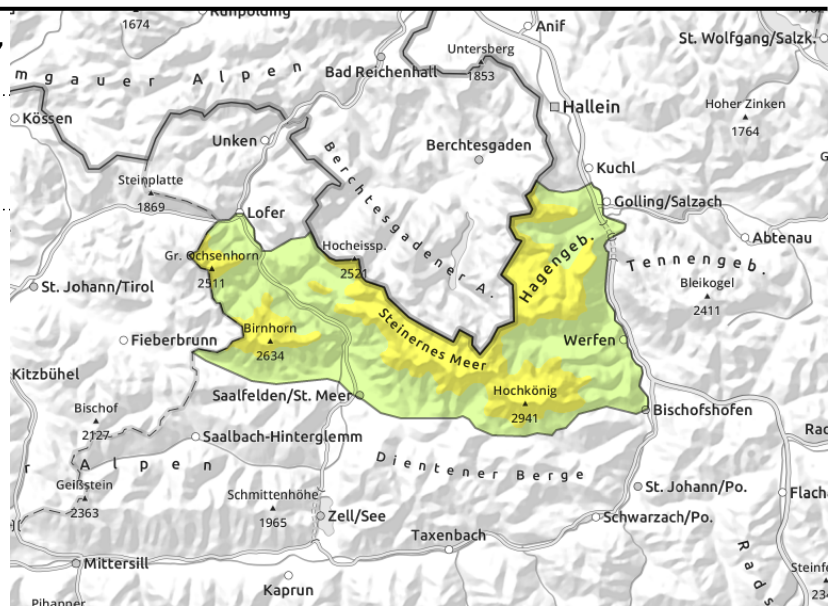 1674
Anif
St. Wolfgang/Salzk.
Untersberg
1853
Bad Reichenhall
mgauer Alpen
Hallein
Hoher Zinken
1764
Kössen
Unken
Berchtesgaden
Kuchl
Steinplatte
1869
Lofer
Golling/Salzach
Berchtesgadener A.
Abtenau
Gr. Ochsenhorn
2511
Hocheissp.
2521
Hagengeb.
Tennengeb.
Bleikogel
2411
St. Johann/Tirol
Fieberbrunn
Birnhorn
2634
Steinernes Meer
Werfen
Kitzbühel
Hochkönig
2941
Saalfelden/St. Meer
Bischofshofen
Bischof
2127
Saalbach-Hinterglemm
r Alpen
Dientener Berge
Geißstein
2363
Schmittenhöhe
1965
St. Johann/Po.
Flach
Zell/See
Schwarzach/Po.
Taxenbach
Mittersill
Rads
Kaprun